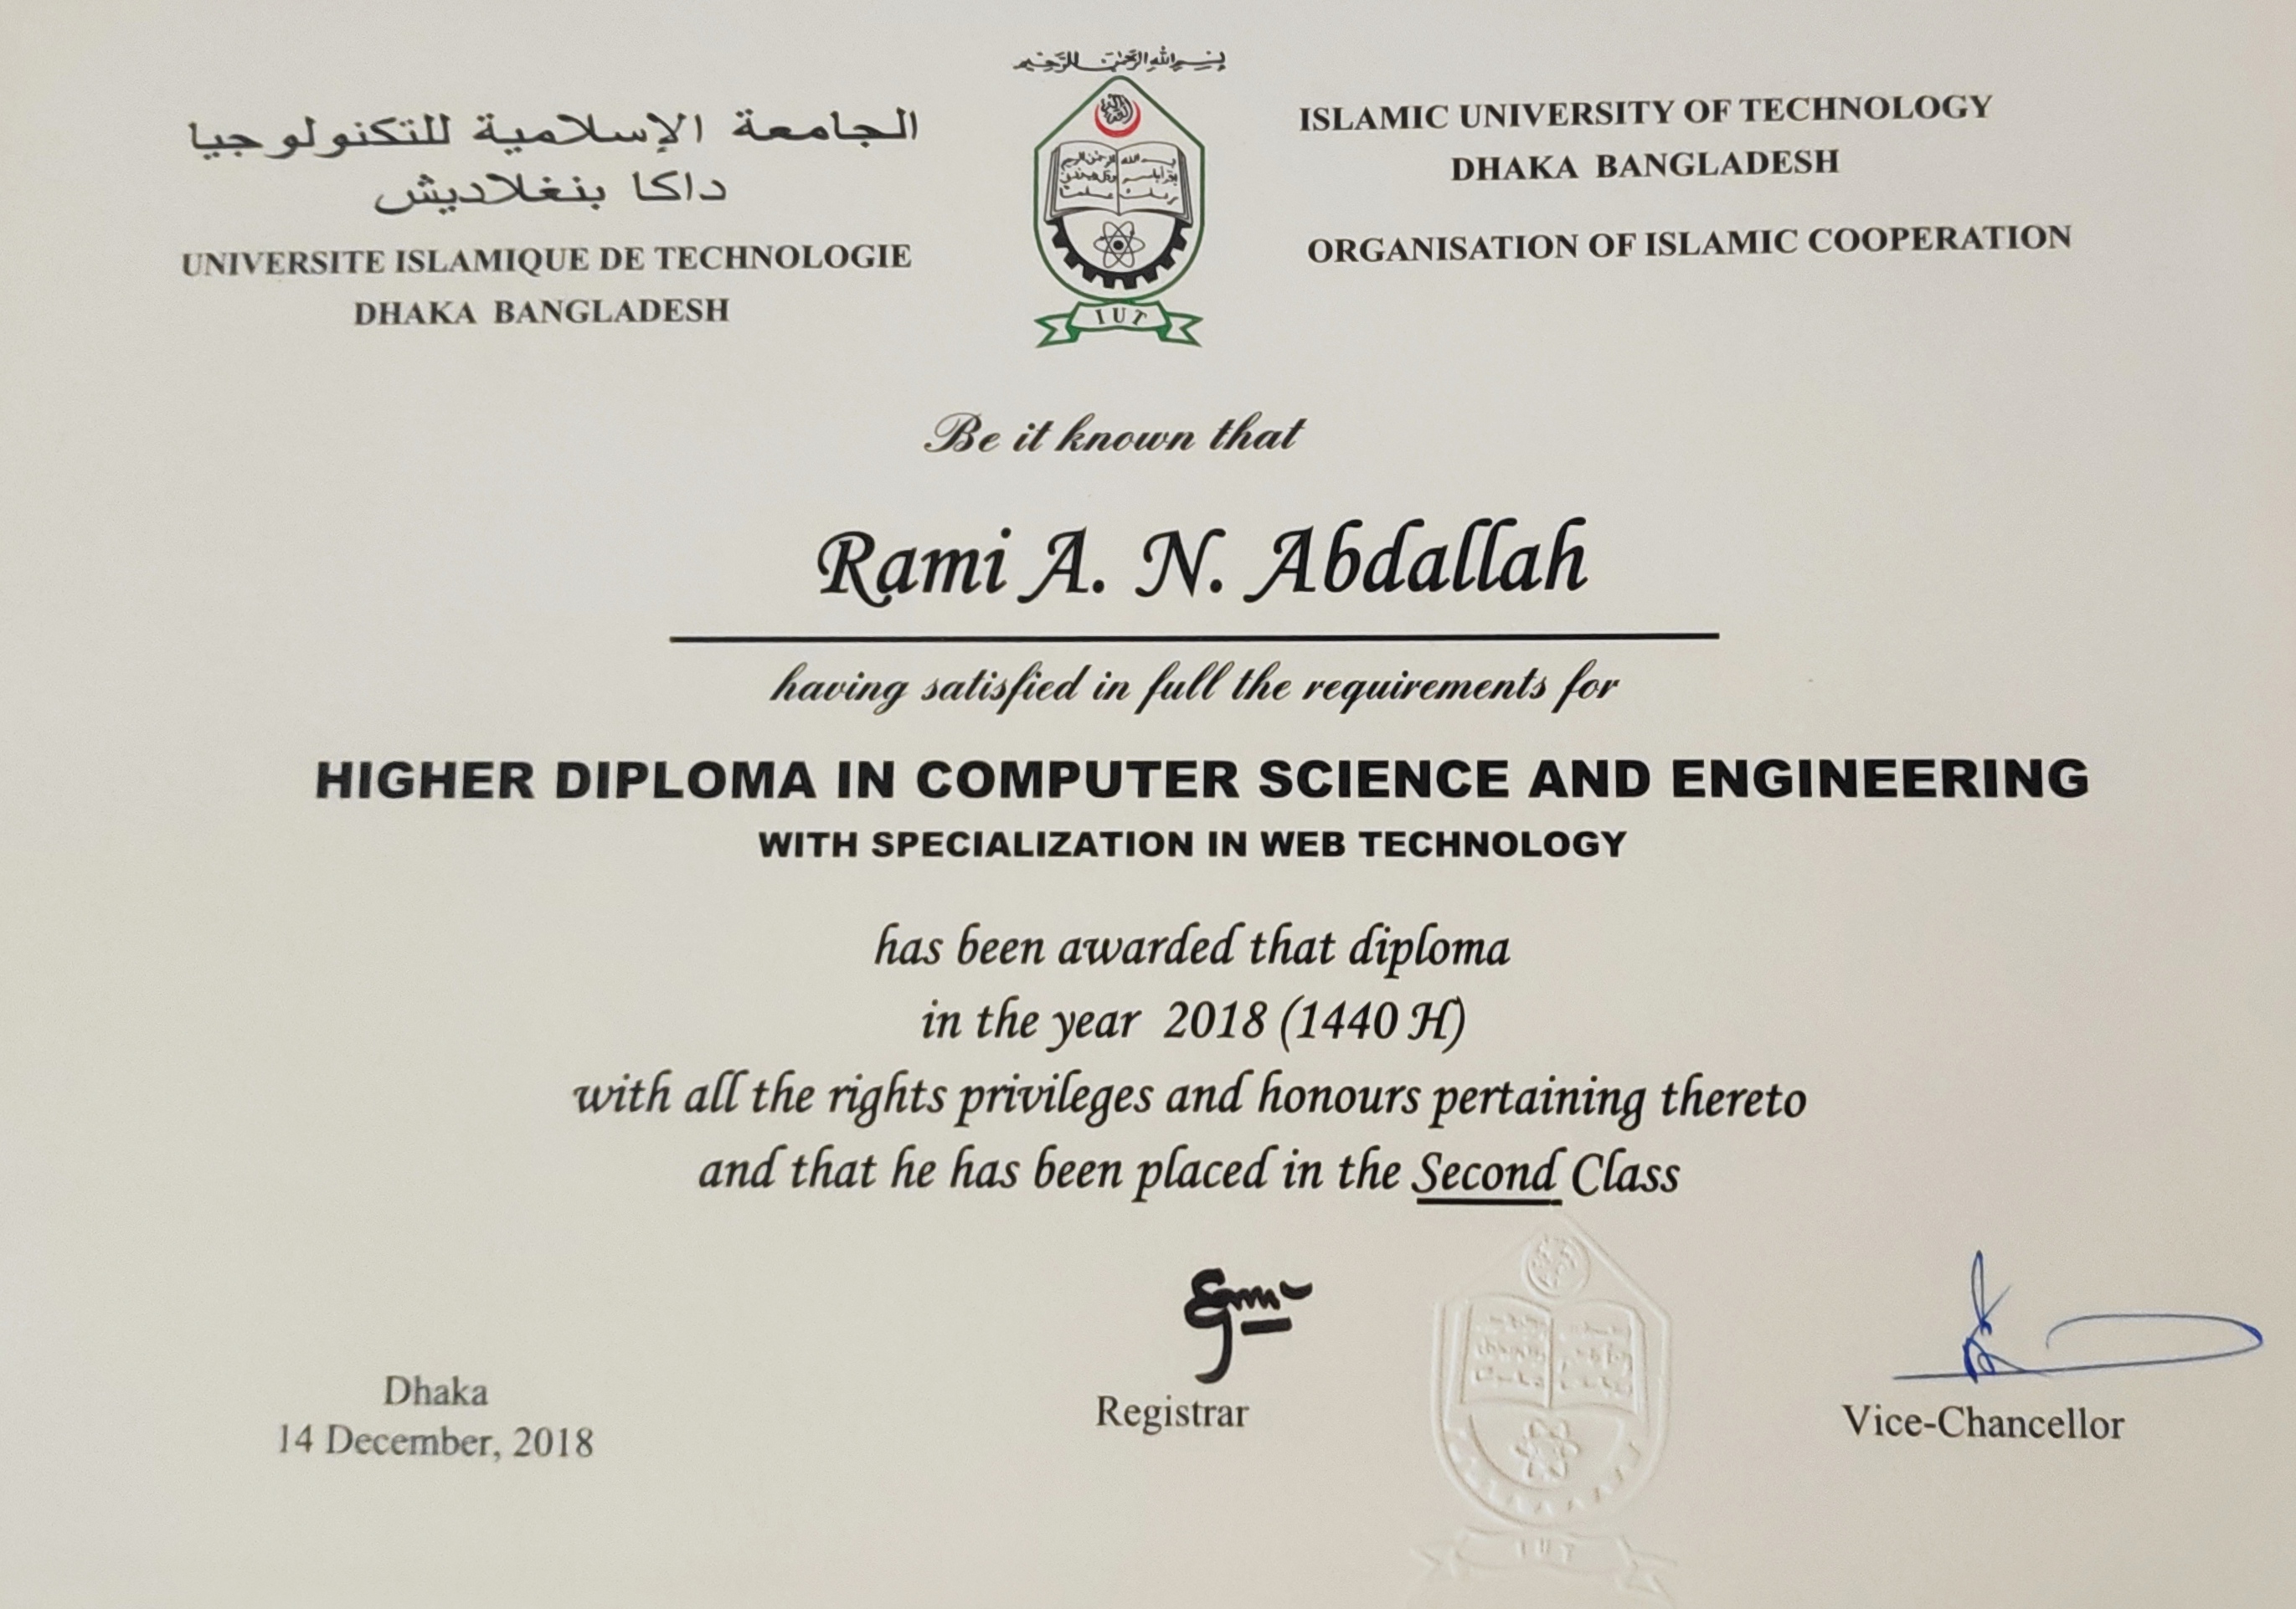 بسم الله الرحمن الرحيم
الجامعة الإسلامية للتكنولوجيا
داكا بنغلاديش
UNIVERSITE ISLAMIQUE DE TECHNOLOGIE
DHAKA BANGLADESH
ISLAMIC UNIVERSITY OF TECHNOLOGY
DHAKA BANGLADESH
ORGANISATION OF ISLAMIC COOPERATION
IUT
Be it known that
Rami A. N. Abdallah
having satisfied in full the requirements for
HIGHER DIPLOMA IN COMPUTER SCIENCE AND ENGINEERING
WITH SPECIALIZATION IN WEB TECHNOLOGY
has been awarded that diploma
in the year 2018 (1440 H)
with all the rights privileges and honours pertaining thereto
and that he has been placed in the Second Class
Dhaka
14 December, 2018
Registrar
IUT
Vice-Chancellor